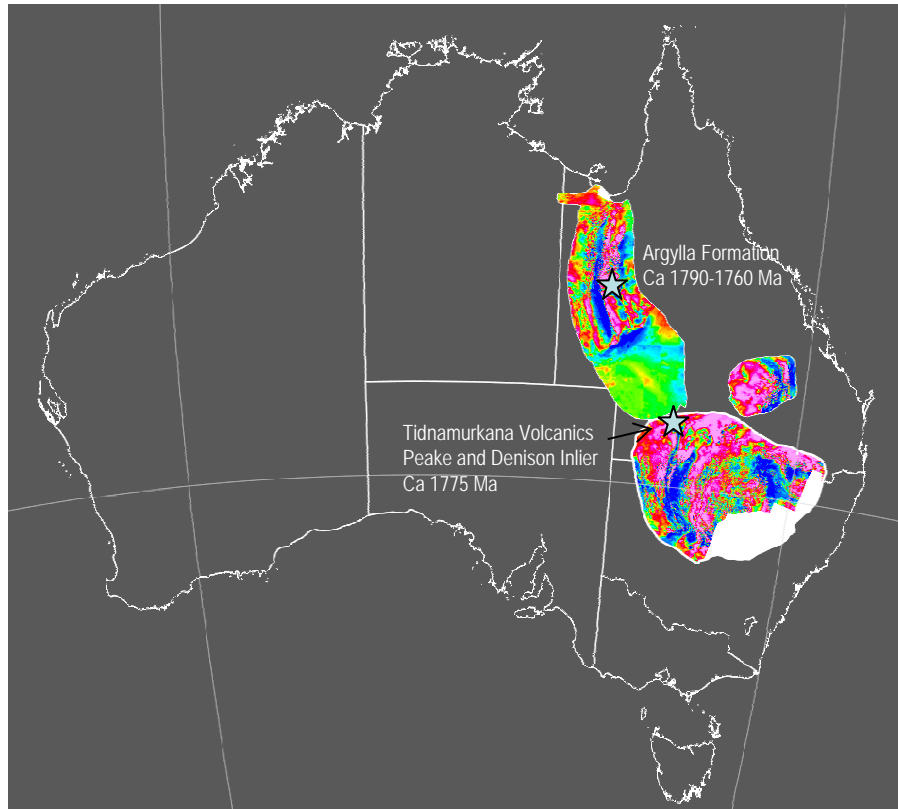 Argylla Formation
Ca 1790-1760 Ma
Tidnamurkana Volcanics
Peake and Denison Inlier
Ca 1775 Ma